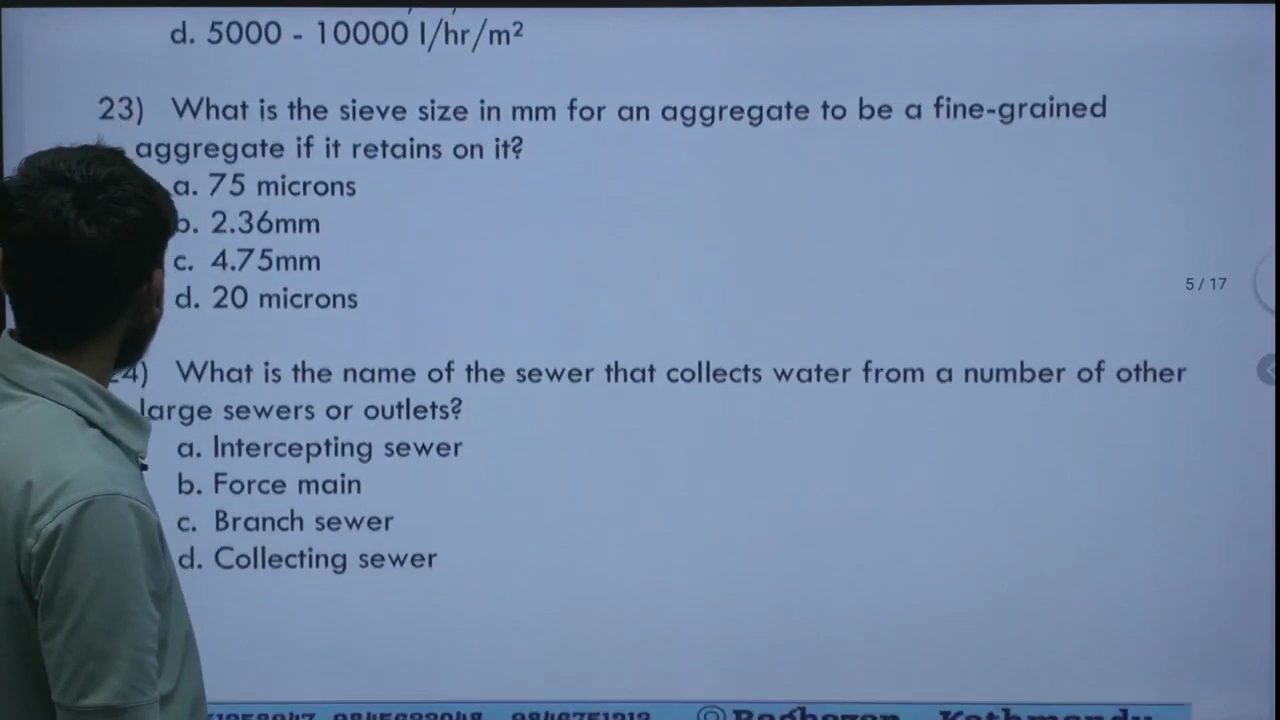 d. 5000 - 10000 l/hr/m²
23) What is the sieve size in mm for an aggregate to be a fine-grained
aggregate if it retains on it?
a. 75 microns
b. 2.36mm
c. 4.75mm
d. 20 microns
5 / 17
24) What is the name of the sewer that collects water from a number of other
large sewers or outlets?
a. Intercepting sewer
b. Force main
c. Branch sewer
d. Collecting sewer